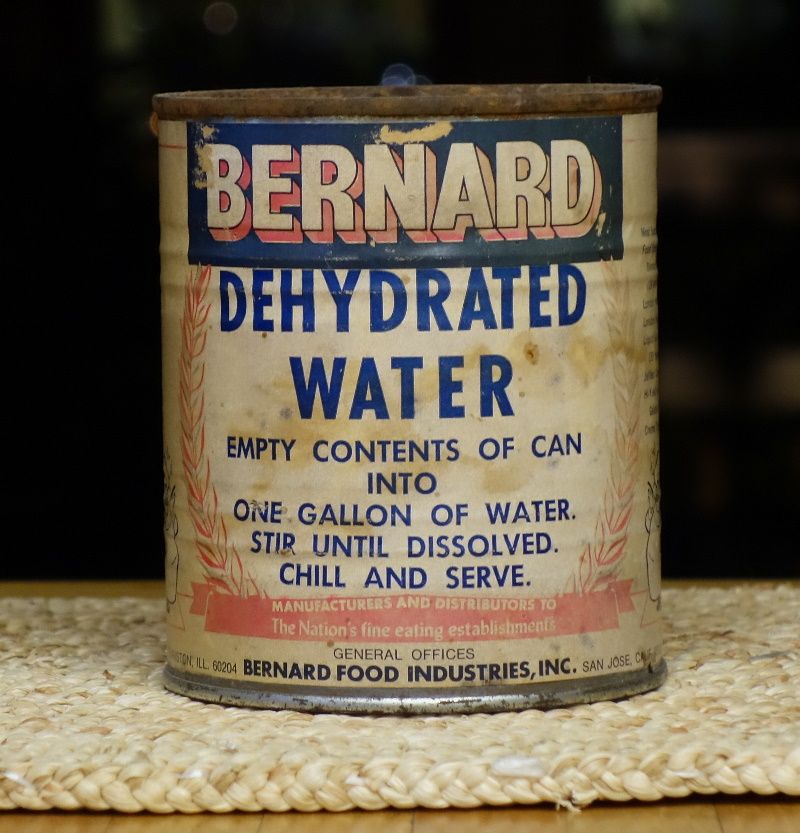 BERNARD
DEHYDRATED
WATER
EMPTY CONTENTS OF CAN
INTO
ONE GALLON OF WATER.
STIR UNTIL DISSOLVED.
CHILL AND SERVE.
MANUFACTURERS AND DISTRIBUTORS TO
The Nation's fine eating establishments
GENERAL OFFICES
ILL. 60204 BERNARD FOOD INDUSTRIES, INC. SAN JOSE,